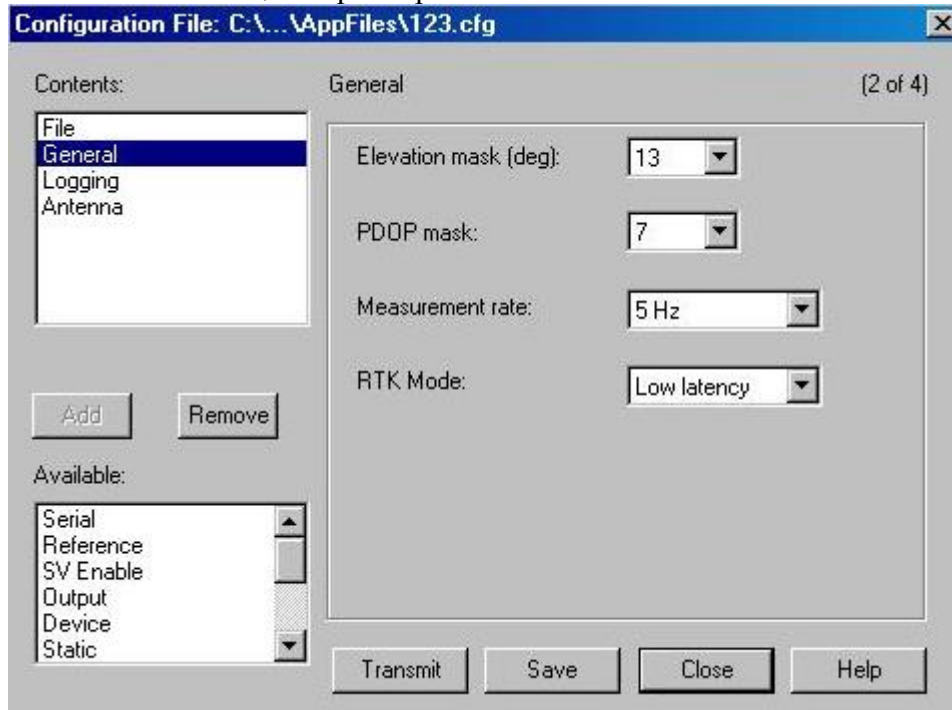 Configuration File: C:\...\AppFiles\123.cfg
Contents:
File
General
Logging
Antenna
Add
Remove
Available:
Serial
Reference
SV Enable
Output
Device
Static
General
(2 of 4)
Elevation mask (deg):
13
PDOP mask:
7
Measurement rate:
5 Hz
RTK Mode:
Low latency
Transmit
Save
Close
Help